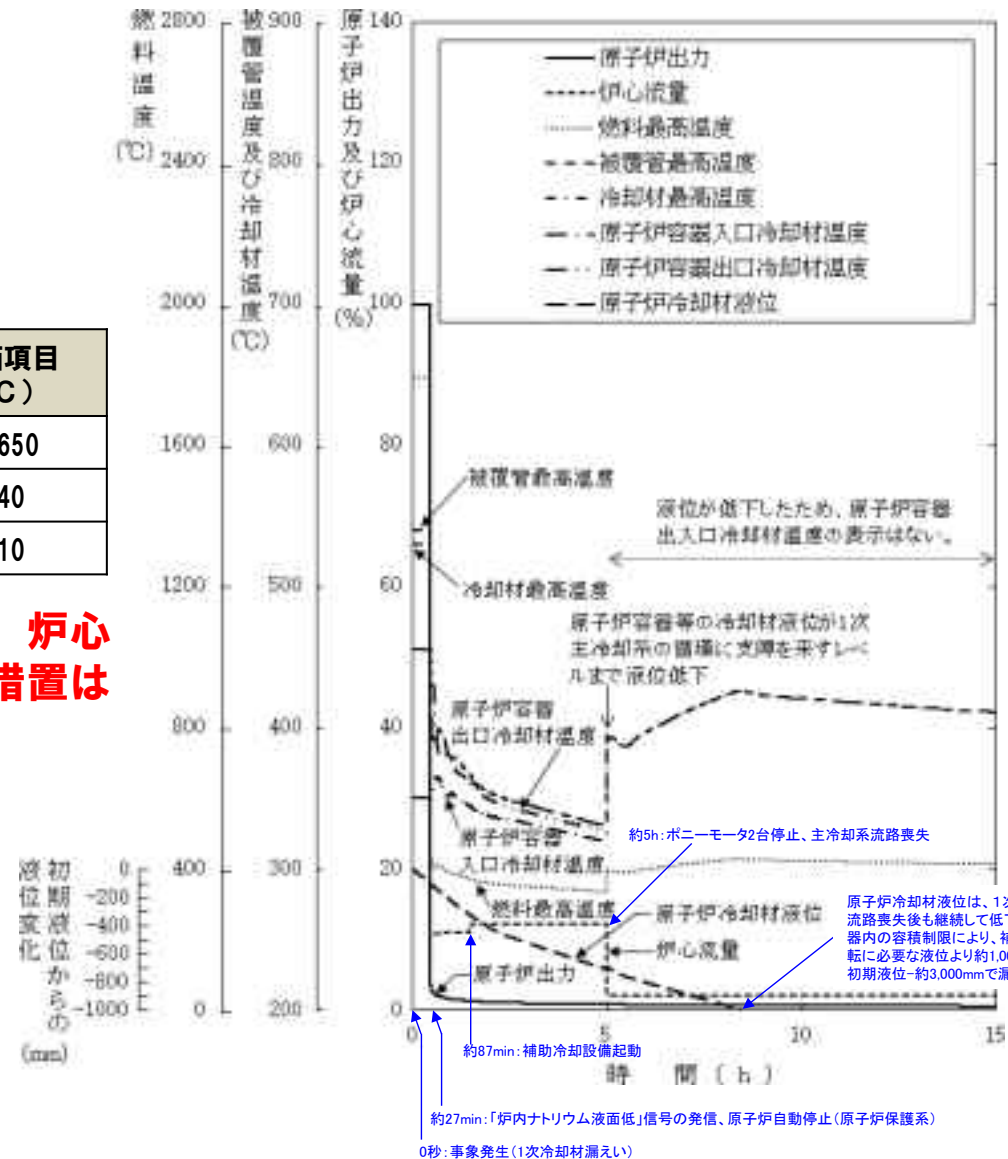 燃料温度
(℃)
2800
2400
2000
1600
1200
800
400
0
被覆管温度及び冷却材温度
(℃)
900
800
700
600
500
400
300
200
原子炉出力及び炉心流量
(%)
140
120
100
80
60
40
20
0
原子炉出力
炉心流量
燃料最高温度
被覆管最高温度
冷却材最高温度
原子炉容器入口冷却材温度
原子炉容器出口冷却材温度
原子炉冷却材液位
項目
C）
650
40
10
炉心
措置は
被覆管最高温度
冷却材最高温度
液位が低下したため、原子炉容器
出入口冷却材温度の表示はない。
原子炉容器等の冷却材液位が1次
主冷却系の循環に支障を来すレベ
ルまで液位低下
原子炉容器
出口冷却材温度
原子炉容器
入口冷却材温度
燃料最高温度
原子炉出力
原子炉冷却材液位
炉心流量
約5h：ポニーモータ2台停止、主冷却系流路喪失
原子炉冷却材液位は、1次
流路喪失後も継続して低下
器内の容積制限により、補
転に必要な液位より約1,00
初期液位-約3,000mmで漏
初期液位からの
液位変化
(mm)
0
-200
-400
-600
-800
-1000
0
5
10
15
時　間（h）
約87min：補助冷却設備起動
約27min：「炉内ナトリウム液面低」信号の発信、原子炉自動停止（原子炉保護系）
0秒：事象発生（1次冷却材漏えい）